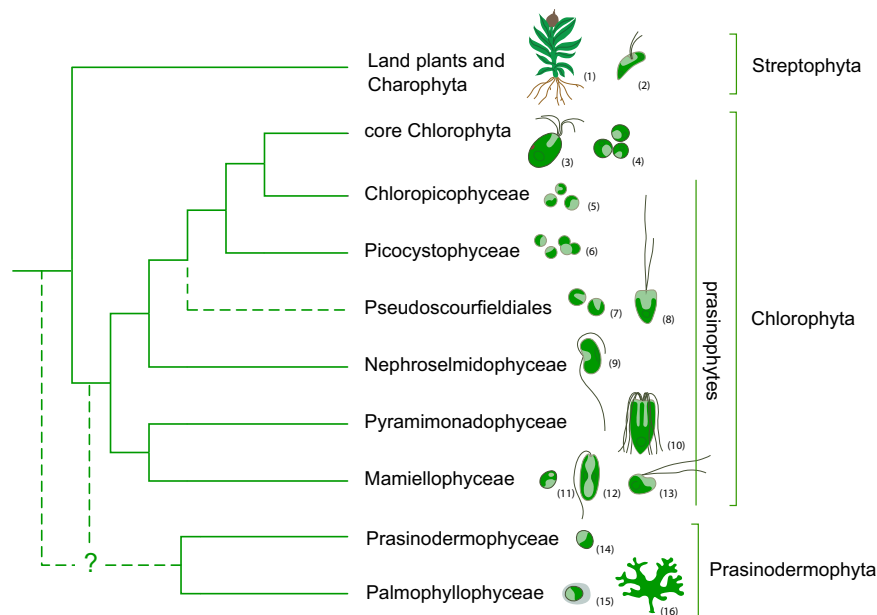 Land plants and
Charophyta
(1)
(2)
Streptophyta
core Chlorophyta
(3)
(4)
Chloropicophyceae
(5)
Picocystophyceae
(6)
Pseudoscourfieldiales
(7)
(8)
prasinophytes
Chlorophyta
Nephroselmidophyceae
(9)
Pyramimonadophyceae
(10)
Mamiellophyceae
(11)
(12)
(13)
?
Prasinodermophyceae
(14)
Prasinodermophyta
Palmophyllophyceae
(15)
(16)